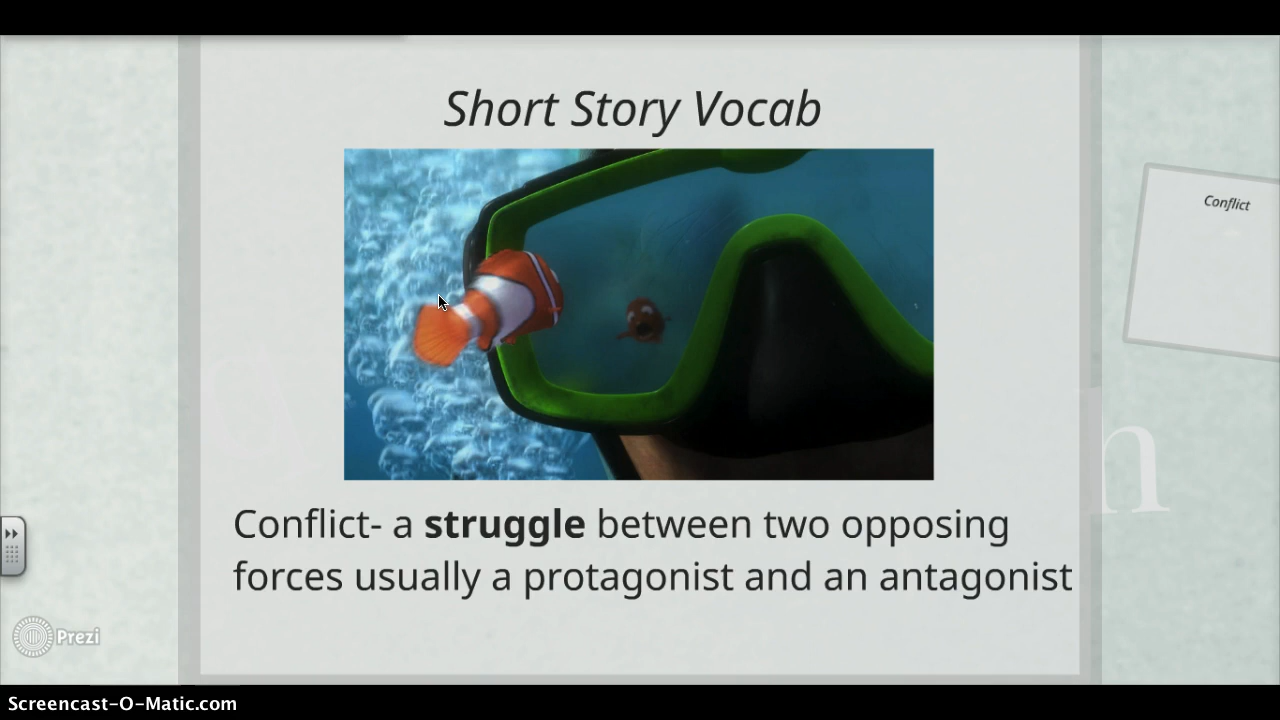 Short Story Vocab
Conflict
Conflict- a struggle between two opposing
forces usually a protagonist and an antagonist
n
Prezi
Screencast-O-Matic.com